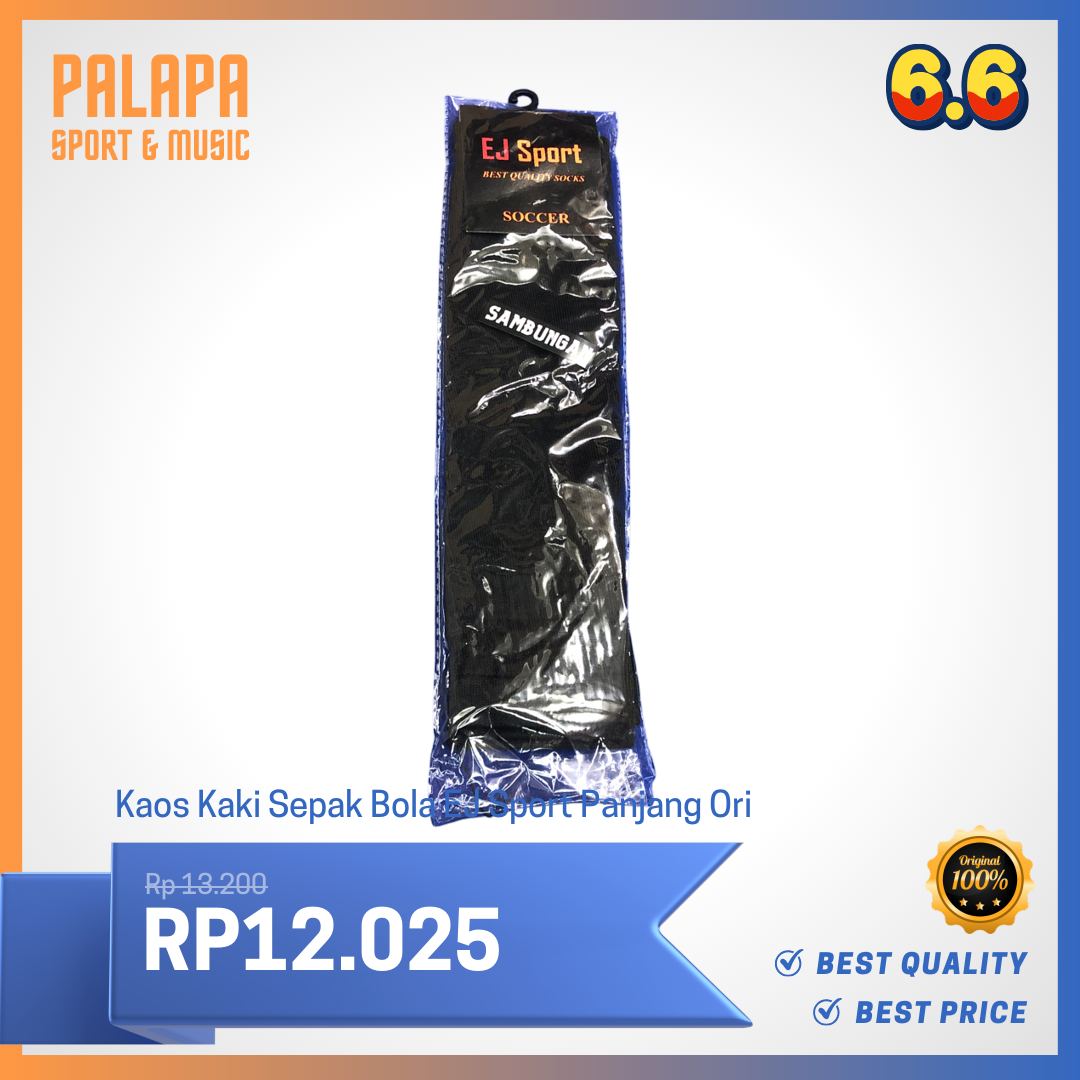 PALAPA
SPORT & MUSIC
6.6
EJ Sport
BEST QUALITY SOCKS
SOCCER
SAMBUNGAN
Kaos Kaki Sepak Bola EJ Sport Panjang Ori
Rp 13.200
RP12.025
Original
100%
BEST QUALITY
BEST PRICE